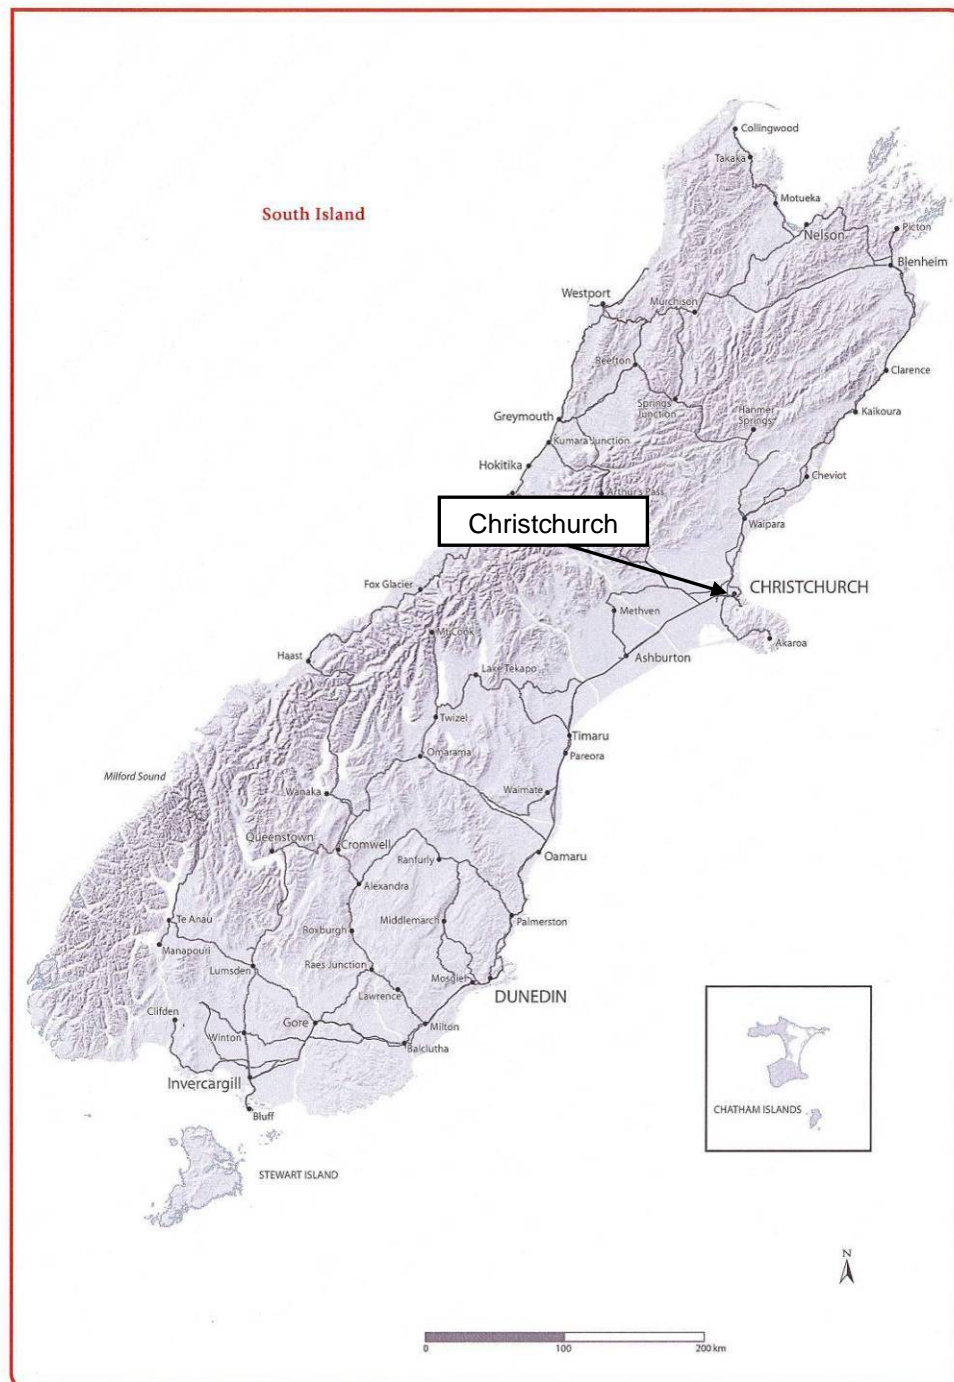 Collingwood
Takaka
Motueka
South Island
Nelson
Picton
Blenheim
Westport
Murchison
Reefton
Clarence
Springs
Junction
Hanmer
Springs
Kaikoura
Greymouth
Kumara Junction
Hokitika
Cheviot
Arthur's Pass
Christchurch
Waipara
Fox Glacier
CHRISTCHURCH
Methven
Mt Cook
Akaroa
Haast
Ashburton
Lake Tekapo
Twizel
Timaru
Omarama
Pareora
Milford Sound
Wanaka
Waimate
Queenstown
Cromwell
Oamaru
Ranfurly
Alexandra
Te Anau
Middlemarch
Palmerston
Roxburgh
Manapouri
Lumsden
Raes Junction
Mosgiel
Lawrence
DUNEDIN
Clifden
Gore
Milton
Winton
Balclutha
Invercargill
Bluff
CHATHAM ISLANDS
STEWART ISLAND
N
0 100 200 km